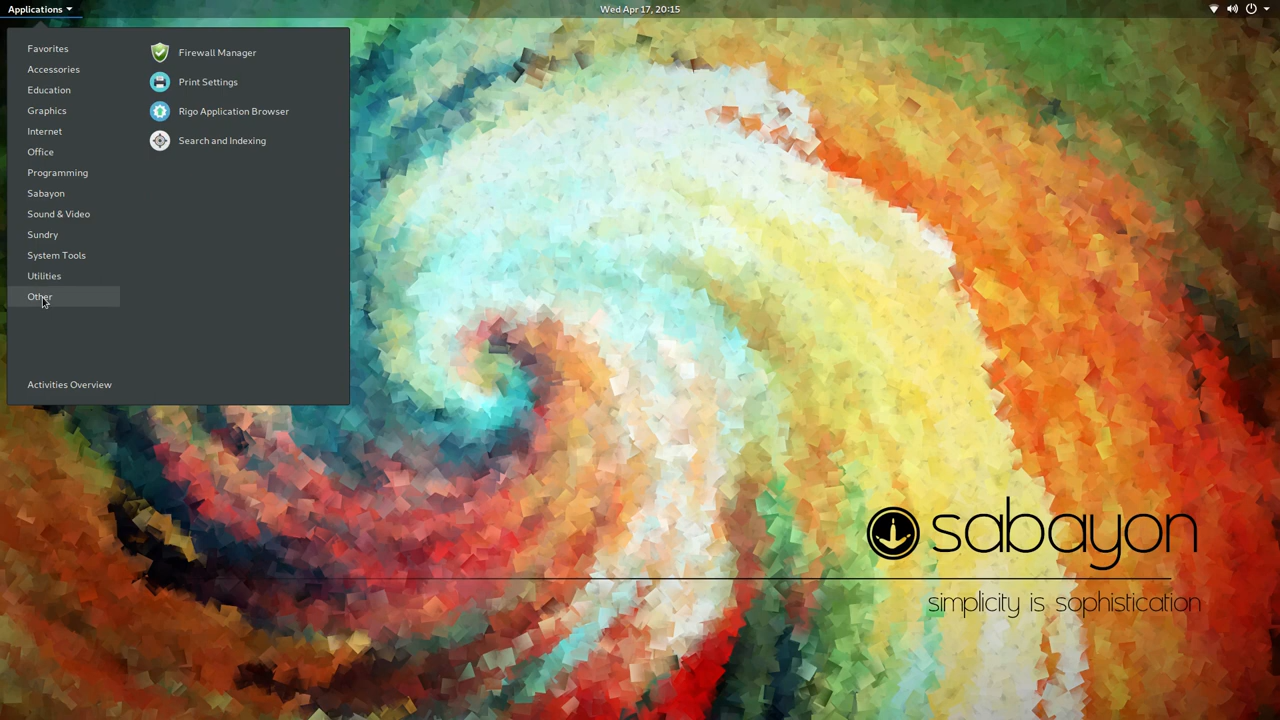 Applications
Wed Apr 17, 20:15
Favorites
Accessories
Education
Graphics
Internet
Office
Programming
Sabayon
Sound & Video
Sundry
System Tools
Utilities
Other
Activities Overview
Firewall Manager
Print Settings
Rigo Application Browser
Search and Indexing
sabayon
simplicity is sophistication